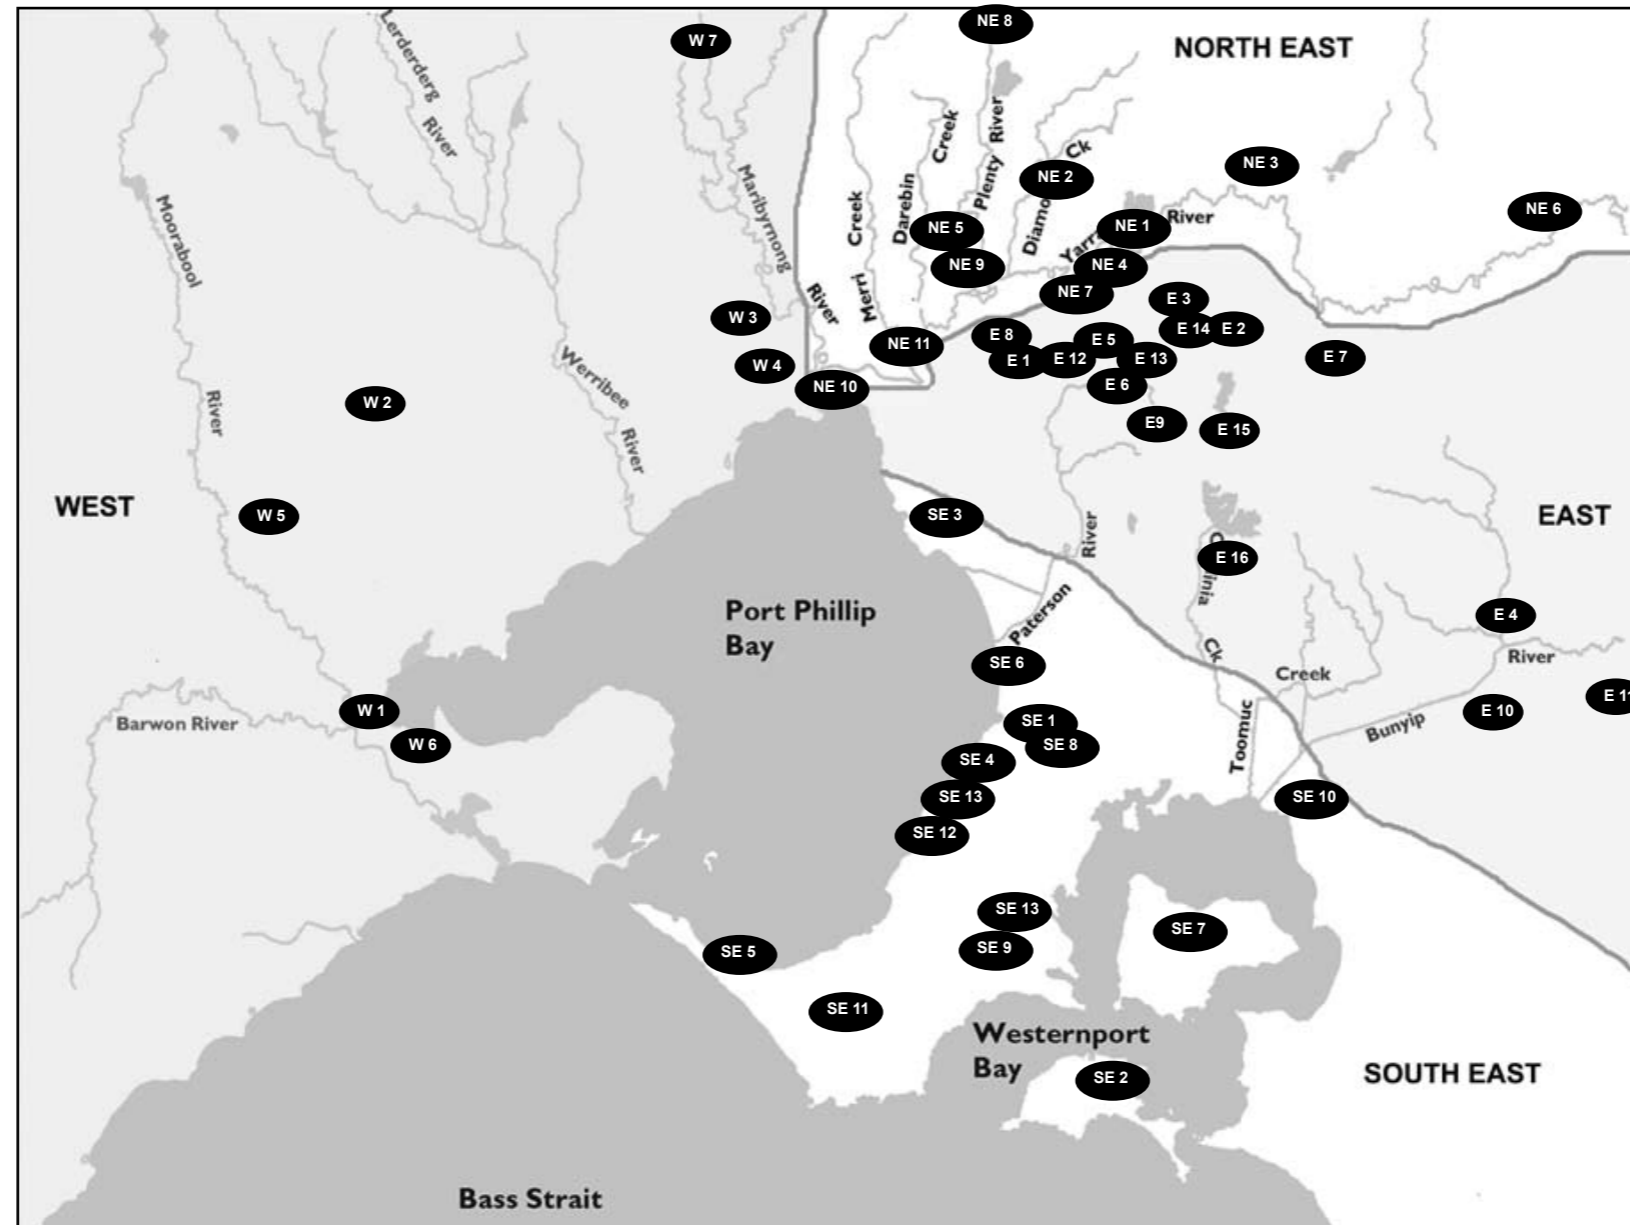 NE 8
W 7
NORTH EAST
Lerderderg
River
Plenty River
Darebin
Creek
Diamo
Ck
NE 2
NE 3
Maribyrnong
River
Moorabool
River
Merri
Creek
NE 5
NE 9
Yarr
NE 1
River
NE 6
NE 4
NE 7
W 3
E 3
E 14
E 2
E 8
E 5
NE 11
E 1
E 12
E 13
E 7
W 4
NE 10
E 6
W 2
Werribee
River
E9
E 15
WEST
W 5
SE 3
EAST
River
E 16
inia
Ck
Port Phillip
Bay
Paterson
E 4
River
SE 6
Creek
Toomuc
Bunyip
E 10
E 11
Barwon River
W 1
W 6
SE 1
SE 8
SE 4
SE 13
SE 12
SE 10
SE 13
SE 9
SE 7
SE 5
SE 11
Westernport
Bay
SE 2
SOUTH EAST
Bass Strait